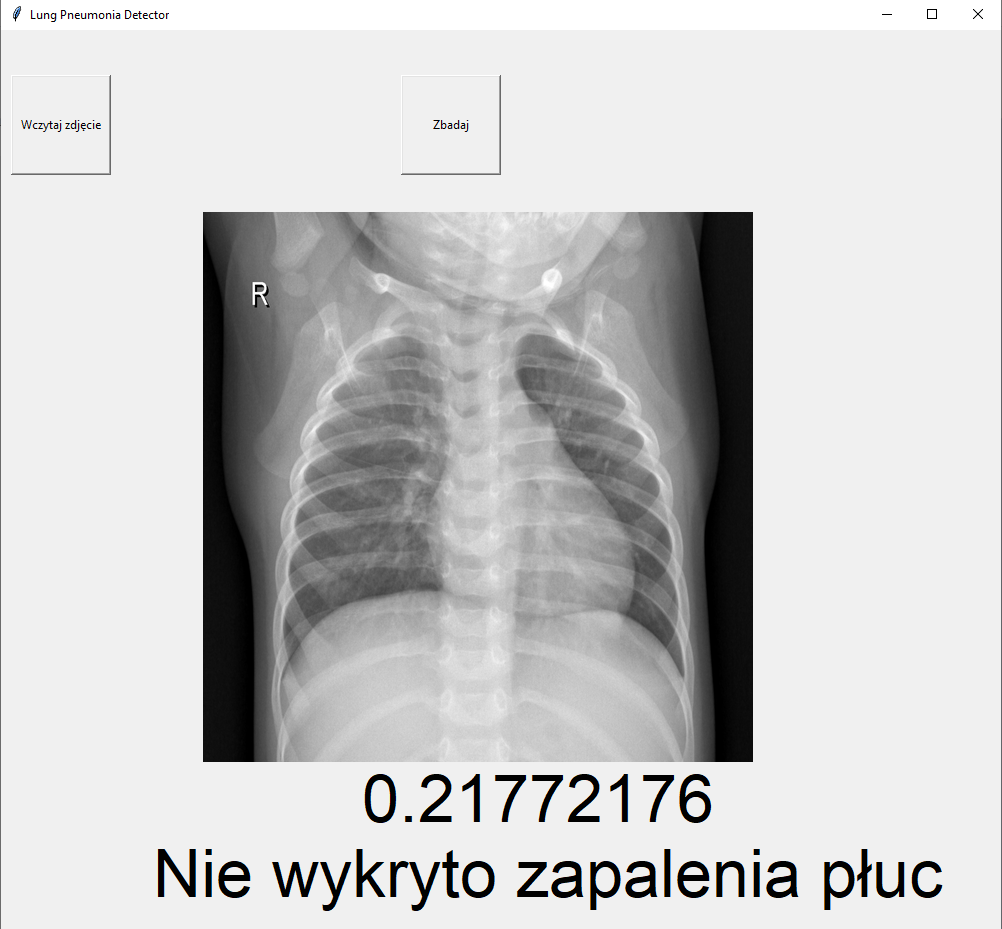 Lung Pneumonia Detector
Wczytaj zdjęcie
Zbadaj
R
0.21772176
Nie wykryto zapalenia płuc